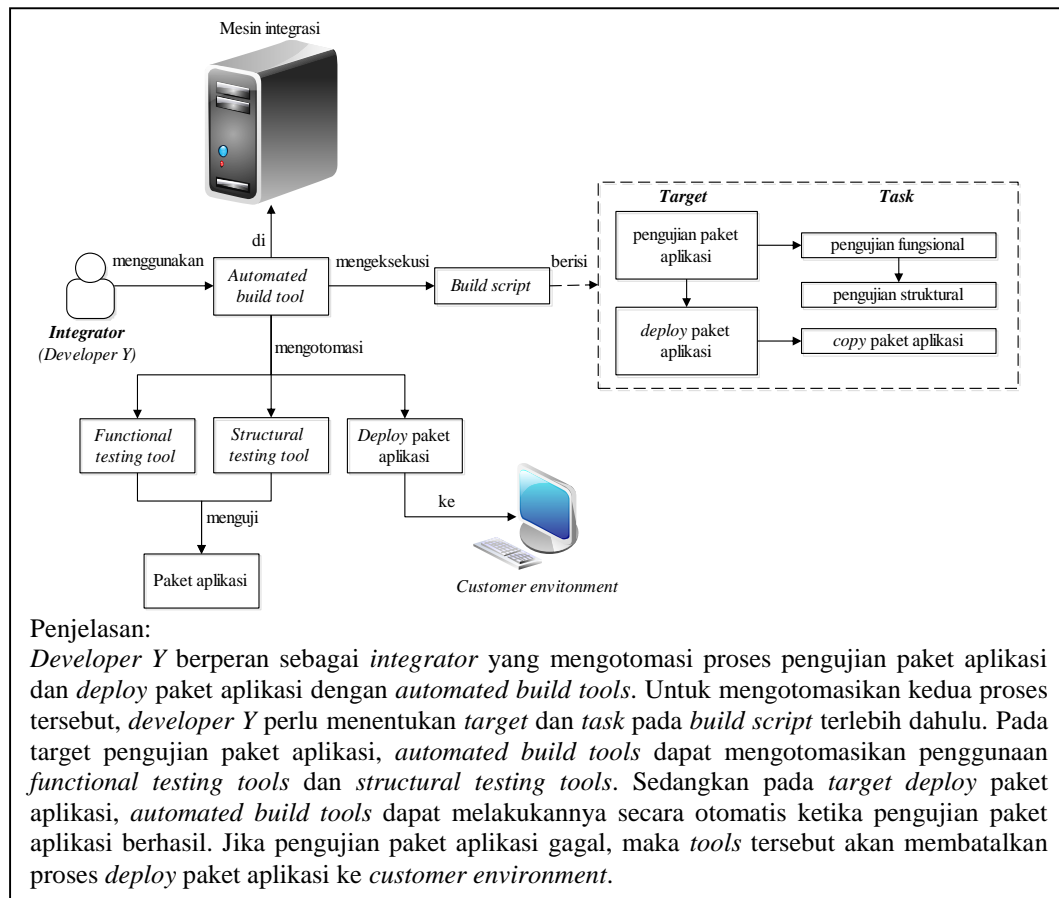 Mesin integrasi
Target
Task
pengujian paket
aplikasi
pengujian fungsional
pengujian struktural
deploy paket
aplikasi
copy paket aplikasi
di
menggunakan
Automated
build tool
mengeksekusi
Build script
berisi
Integrator
(Developer Y)
mengotomasi
Functional
testing tool
Structural
testing tool
Deploy paket
aplikasi
menguji
ke
Paket aplikasi
Customer envitonment
Penjelasan:
Developer Y berperan sebagai integrator yang mengotomasi proses pengujian paket aplikasi
dan deploy paket aplikasi dengan automated build tools. Untuk mengotomasikan kedua proses
tersebut, developer Y perlu menentukan target dan task pada build script terlebih dahulu. Pada
target pengujian paket aplikasi, automated build tools dapat mengotomasikan penggunaan
functional testing tools dan structural testing tools. Sedangkan pada target deploy paket
aplikasi, automated build tools dapat melakukannya secara otomatis ketika pengujian paket
aplikasi berhasil. Jika pengujian paket aplikasi gagal, maka tools tersebut akan membatalkan
proses deploy paket aplikasi ke customer environment.